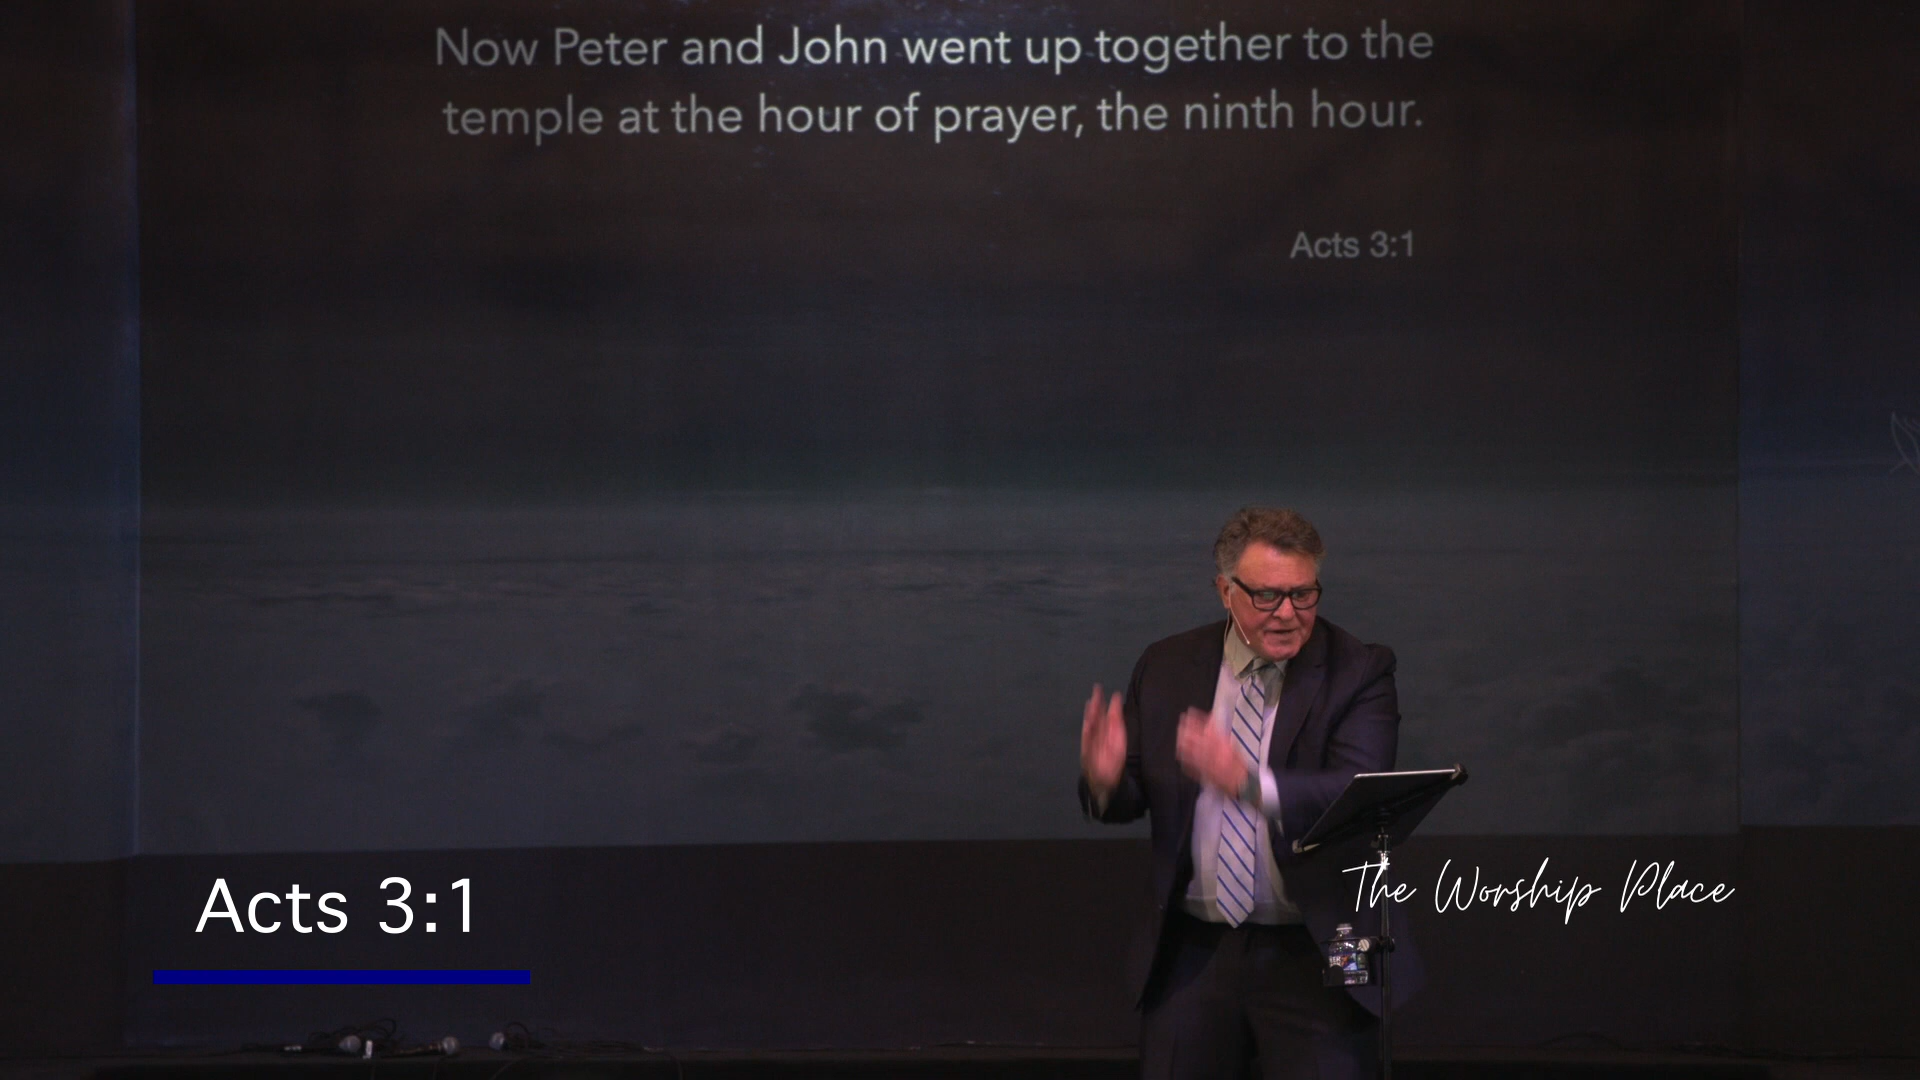 Now Peter and John went up together to the
temple at the hour of prayer, the ninth hour.
Acts 3:1
Acts 3:1
The Worship Place